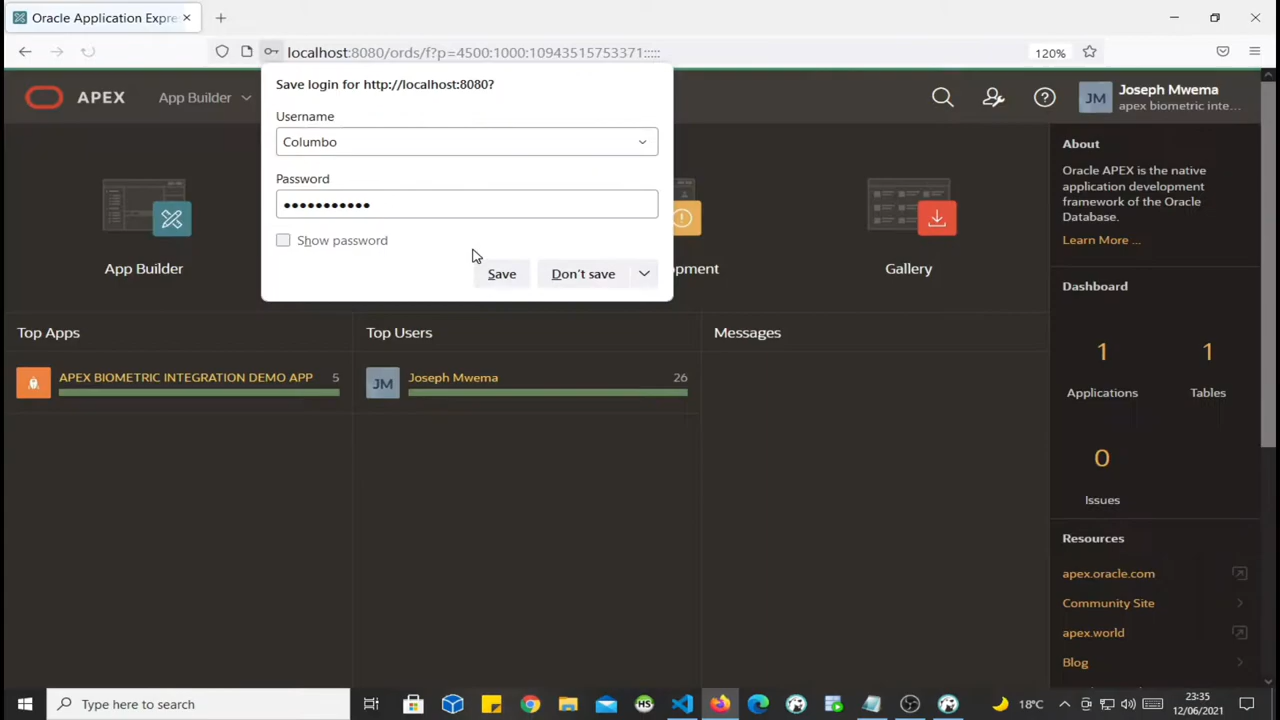 Oracle Application Expre
localhost:8080/ords/f?p=4500:1000:10943515753371:::::
120%
Save login for http://localhost:8080?
Username
Columbo
Password
•••••••••••
Show password
Save
Don't save
APEX
App Builder
JM
Joseph Mwema
apex biometric inte...
App Builder
pment
Gallery
About
Oracle APEX is the native
application development
framework of the Oracle
Database.
Learn More ...
Dashboard
1
1
Applications
Tables
0
Issues
Top Apps
Top Users
Messages
APEX BIOMETRIC INTEGRATION DEMO APP
5
JM
Joseph Mwema
26
Resources
apex.oracle.com
Community Site
apex.world
Blog
Type here to search
HS
18°C
23:35
12/06/2021